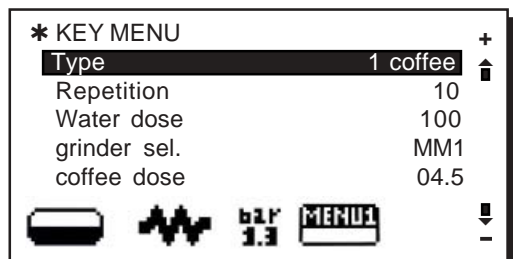 ✱ KEY MENU +
Type 1 coffee
Repetition 10
Water dose 100
grinder sel. MM1
coffee dose 04.5
bar MENU1
1.3 −